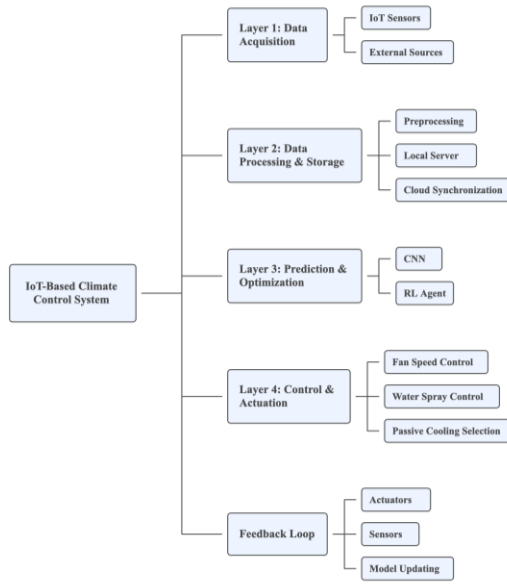 IoT-Based Climate
Control System
Layer 1: Data
Acquisition
IoT Sensors
External Sources
Layer 2: Data
Processing & Storage
Preprocessing
Local Server
Cloud Synchronization
Layer 3: Prediction &
Optimization
CNN
RL Agent
Layer 4: Control &
Actuation
Fan Speed Control
Water Spray Control
Passive Cooling Selection
Feedback Loop
Actuators
Sensors
Model Updating